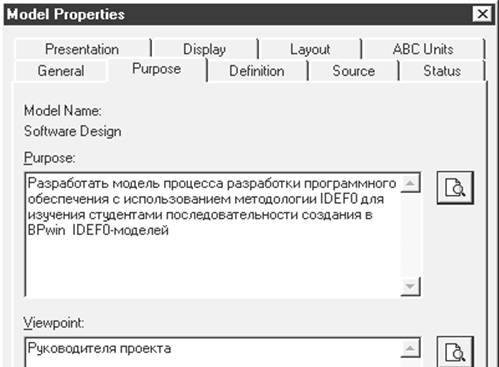 Model Properties
Presentation Display Layout ABC Units
General Purpose Definition Source Status
Model Name:
Software Design
Purpose:
Разработать модель процесса разработки программного
обеспечения с использованием методологии IDEF0 для
изучения студентами последовательности создания в
BPwin IDEF0-моделей
Viewpoint:
Руководителя проекта